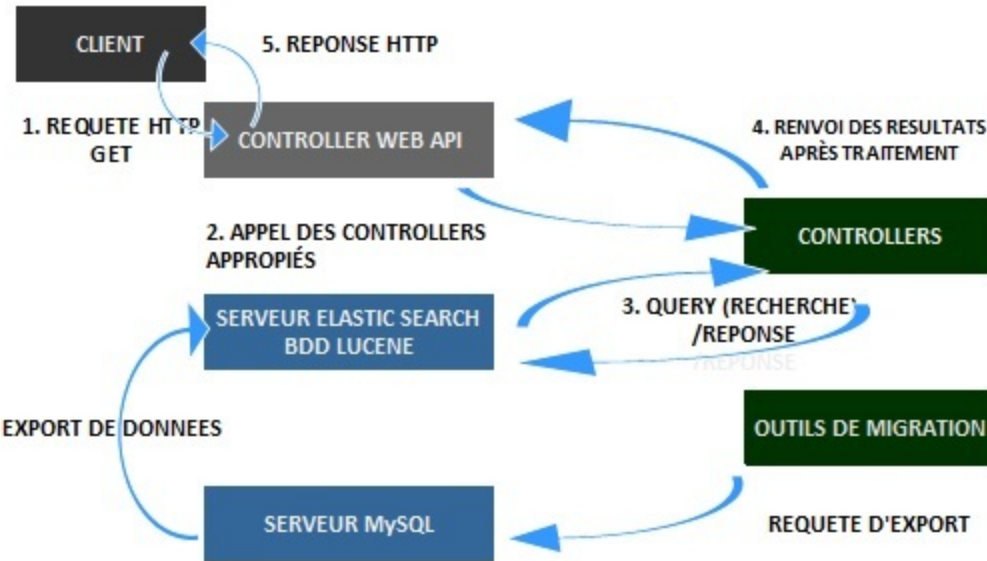 CLIENT
5. REPONSE HTTP
1. REQUETE HTTP
GET
CONTROLLER WEB API
4. RENVOI DES RESULTATS
APRÈS TRAITEMENT
CONTROLLERS
2. APPEL DES CONTROLLERS
APPROPIÉS
SERVEUR ELASTIC SEARCH
BDD LUCENE
3. QUERY (RECHERCHE)
/REPONSE
/REPONSE
EXPORT DE DONNEES
OUTILS DE MIGRATION
SERVEUR MySQL
REQUETE D'EXPORT